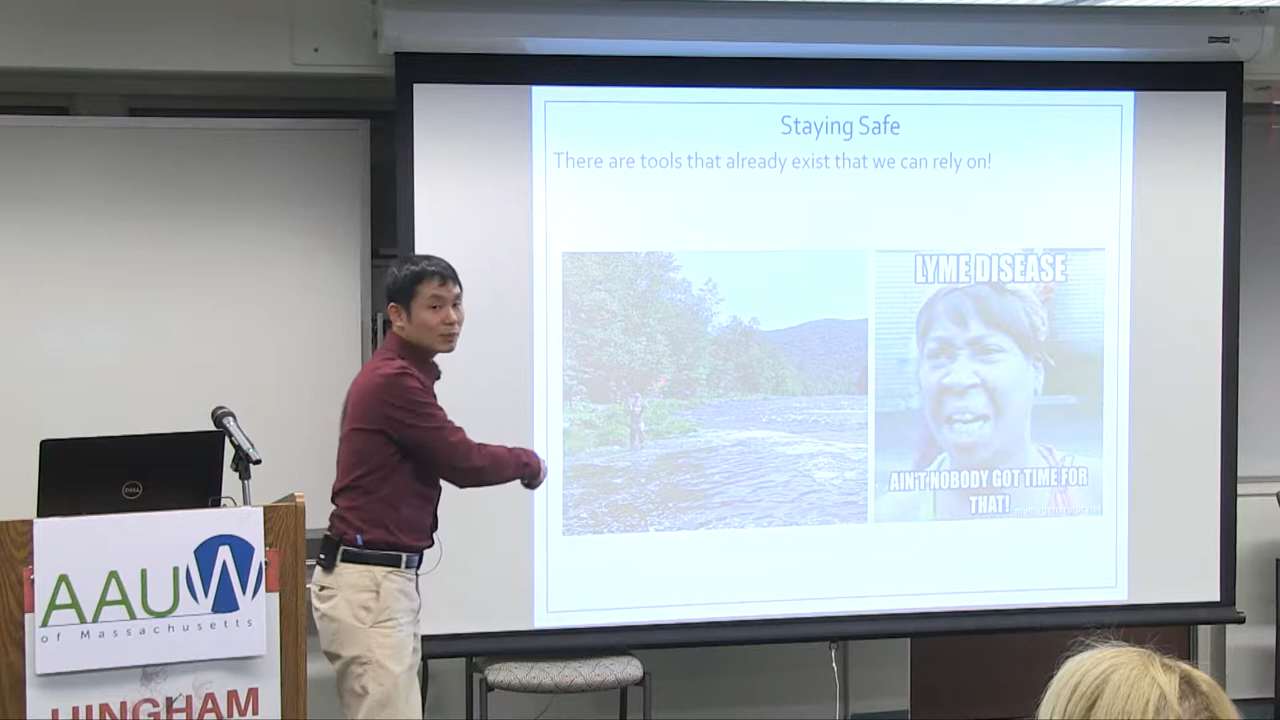 Staying Safe
There are tools that already exist that we can rely on!
LYME DISEASE
AIN'T NOBODY GOT TIME FOR
THAT!
DELL
AAUW
of Massachusetts
HINGHAM